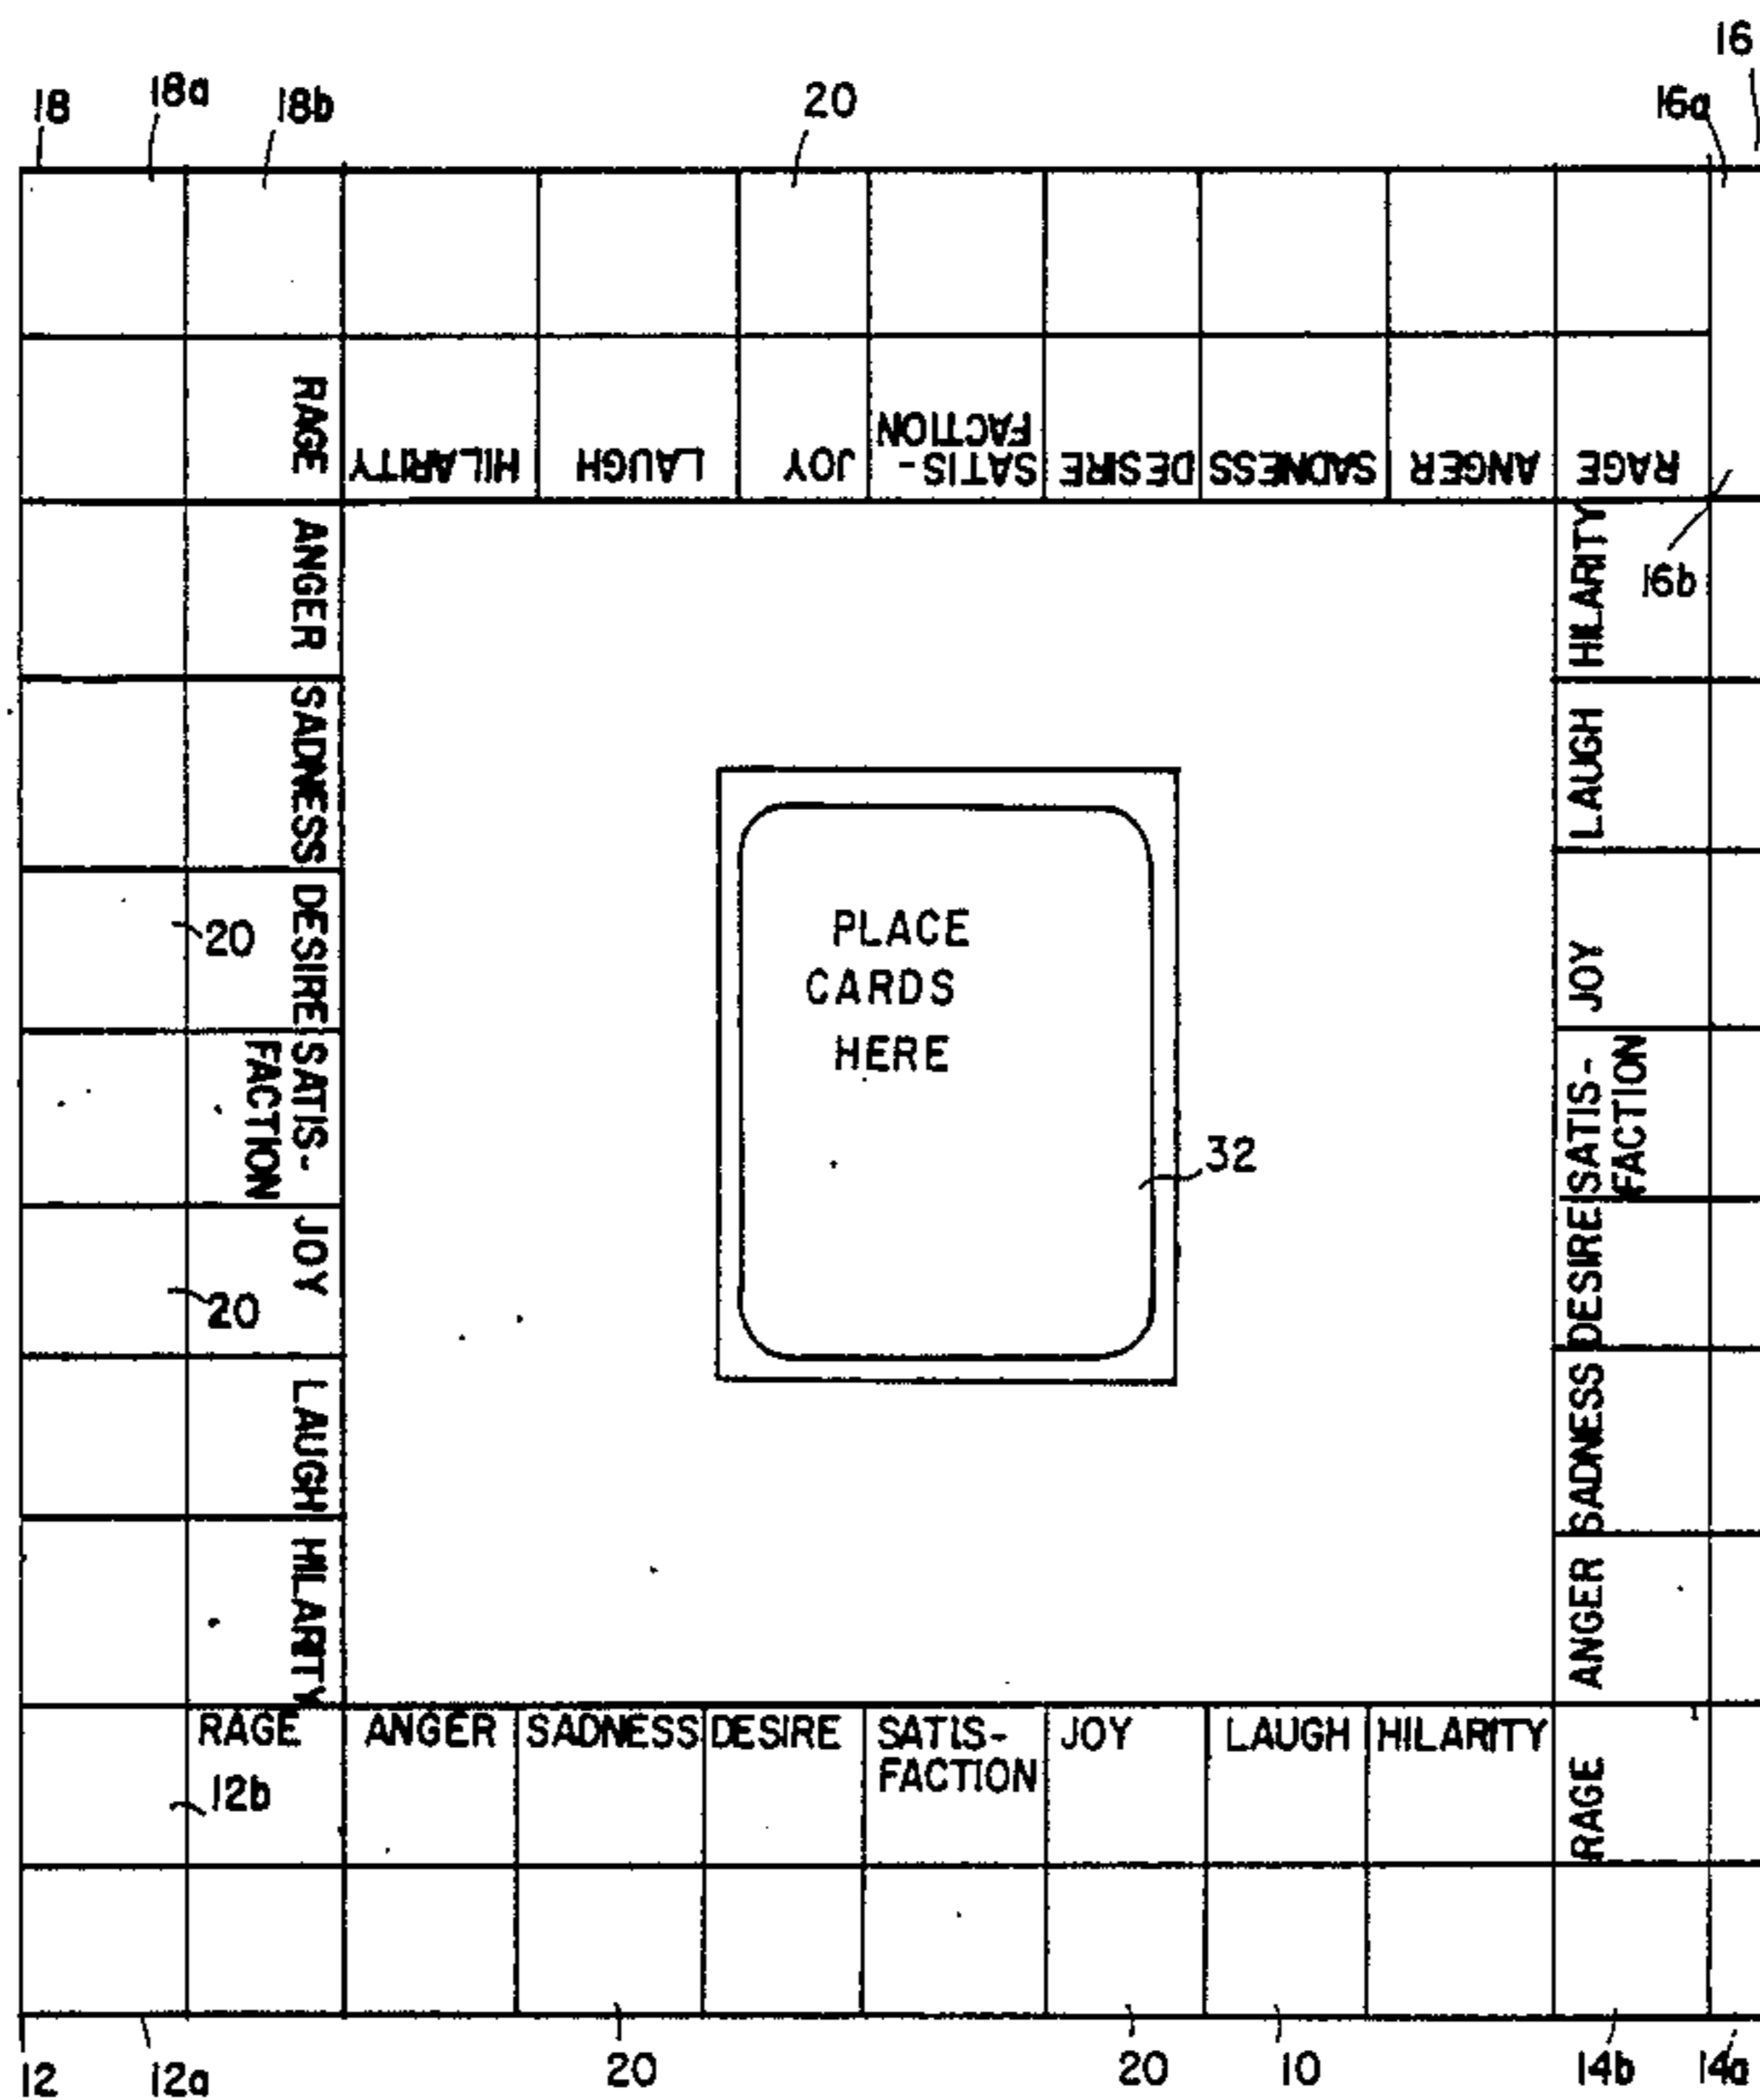 16
18 18a 18b 20 16a
RAGE
HILARITY
LAUGH
JOY
SATIS-
FACTION
DESIRE
SADNESS
ANGER
RAGE
16b
ANGER
SADNESS
DESIRE
SATIS-
FACTION
JOY
LAUGH
HILARITY
20
20
PLACE
CARDS
HERE
32
HILARITY
LAUGH
JOY
SATIS-
FACTION
DESIRE
SADNESS
ANGER
RAGE
RAGE ANGER SADNESS DESIRE SATIS-
FACTION JOY LAUGH HILARITY
12b
12 12a 20 20 10 14b 14a